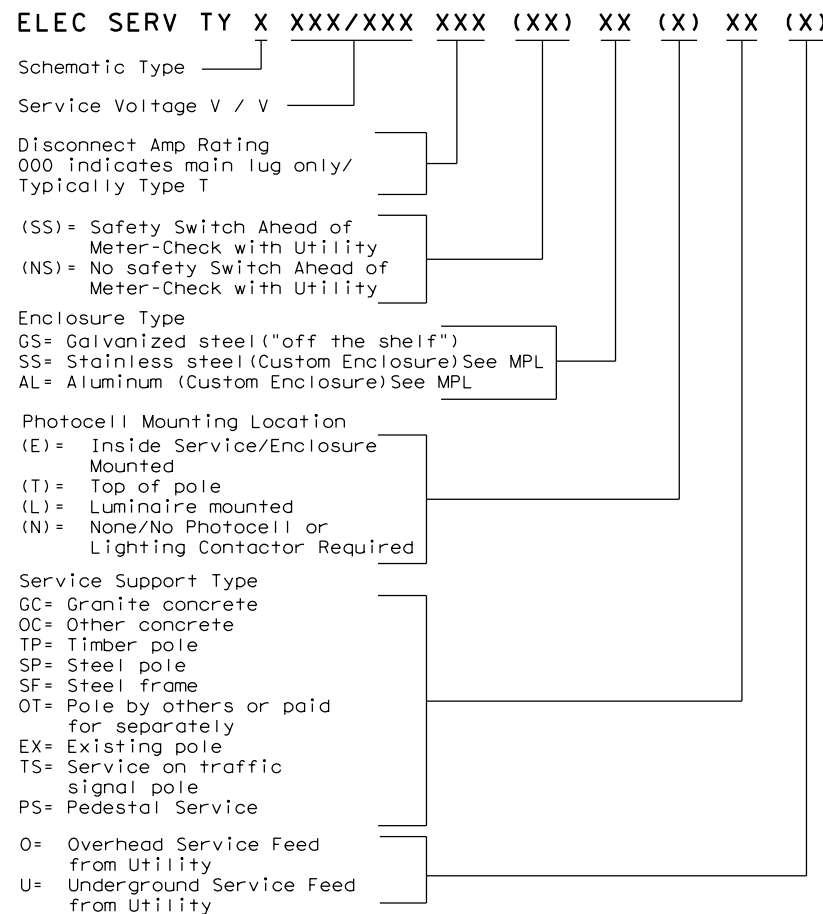 ELEC SERV TY X XXX/XXX XXX (XX) XX (X) XX (X)
Schematic Type
Service Voltage V / V
Disconnect Amp Rating
000 indicates main lug only/
Typically Type T
(SS)= Safety Switch Ahead of
Meter-Check with Utility
(NS)= No safety Switch Ahead of
Meter-Check with Utility
Enclosure Type
GS= Galvanized steel("off the shelf")
SS= Stainless steel(Custom Enclosure)See MPL
AL= Aluminum (Custom Enclosure)See MPL
Photocell Mounting Location
(E)= Inside Service/Enclosure
Mounted
(T)= Top of pole
(L)= Luminaire mounted
(N)= None/No Photocell or
Lighting Contactor Required
Service Support Type
GC= Granite concrete
OC= Other concrete
TP= Timber pole
SP= Steel pole
SF= Steel frame
OT= Pole by others or paid
for separately
EX= Existing pole
TS= Service on traffic
signal pole
PS= Pedestal Service
O= Overhead Service Feed
from Utility
U= Underground Service Feed
from Utility